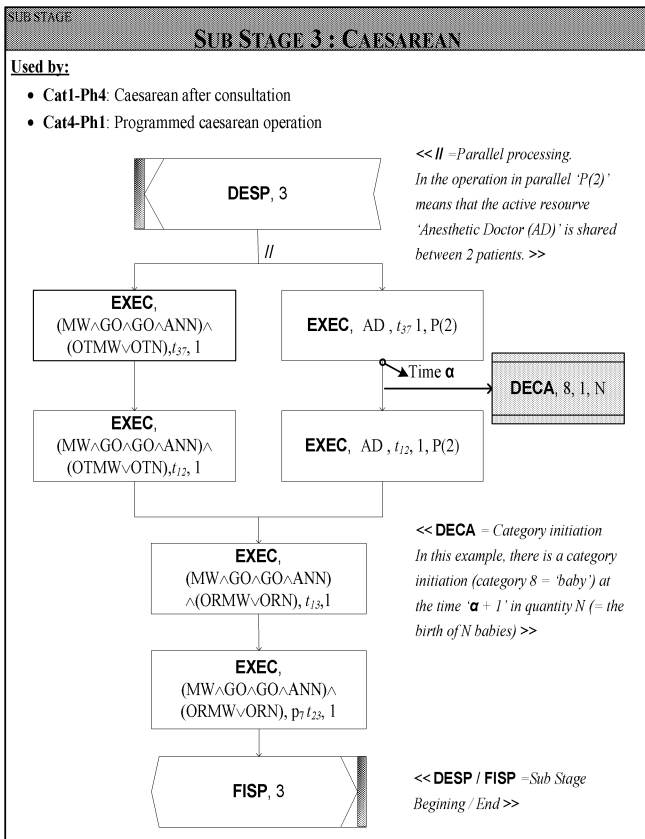 SUB STAGE
SUB STAGE 3 : CAESAREAN
Used by:
• Cat1-Ph4: Caesarean after consultation
• Cat4-Ph1: Programmed caesarean operation
<< // =Parallel processing.
In the operation in parallel ‘P(2)’
means that the active resourve
‘Anesthetic Doctor (AD)’ is shared
between 2 patients. >>
DESP, 3
//
EXEC,
(MW∧GO∧GO∧ANN)∧
(OTMW∨OTN),t37, 1
EXEC, AD , t37 1, P(2)
Time α
DECA, 8, 1, N
EXEC,
(MW∧GO∧GO∧ANN)∧
(OTMW∨OTN),t12, 1
EXEC, AD , t12, 1, P(2)
<< DECA = Category initiation
In this example, there is a category
initiation (category 8 = ‘baby’) at
the time ‘α + 1’ in quantity N (= the
birth of N babies) >>
EXEC,
(MW∧GO∧GO∧ANN)
∧(ORMW∨ORN), t13,1
EXEC,
(MW∧GO∧GO∧ANN)∧
(ORMW∨ORN), p7 t23, 1
FISP, 3
<< DESP / FISP =Sub Stage
Begining / End >>